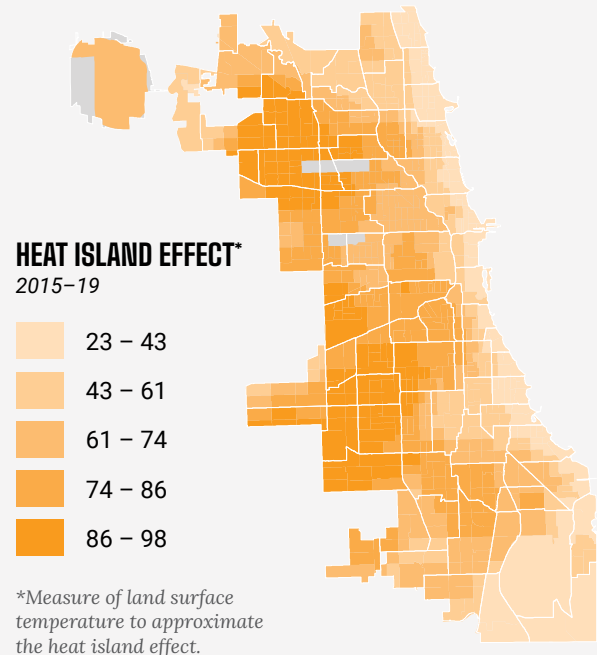 HEAT ISLAND EFFECT*
2015–19
23 – 43
43 – 61
61 – 74
74 – 86
86 – 98
*Measure of land surface
temperature to approximate
the heat island effect.